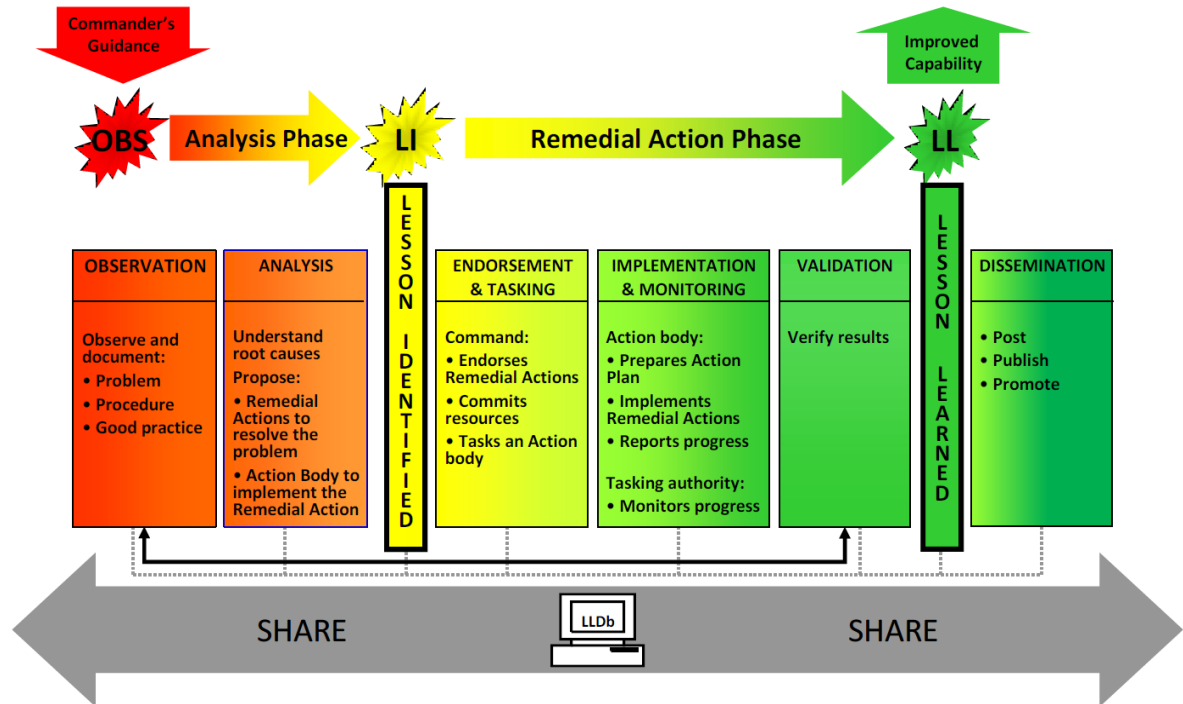 Commander's
Guidance
Improved
Capability
OBS
Analysis Phase
LI
Remedial Action Phase
LL
OBSERVATION
Observe and
document:
• Problem
• Procedure
• Good practice
ANALYSIS
Understand
root causes
Propose:
• Remedial
Actions to
resolve the
problem
• Action Body to
implement the
Remedial Action
LESSON IDENTIFIED
ENDORSEMENT
& TASKING
Command:
• Endorses
Remedial Actions
• Commits
resources
• Tasks an Action
body
IMPLEMENTATION
& MONITORING
Action body:
• Prepares Action
Plan
• Implements
Remedial Actions
• Reports progress
Tasking authority:
• Monitors progress
VALIDATION
Verify results
LESSON LEARNED
DISSEMINATION
• Post
• Publish
• Promote
SHARE
LLDb
SHARE